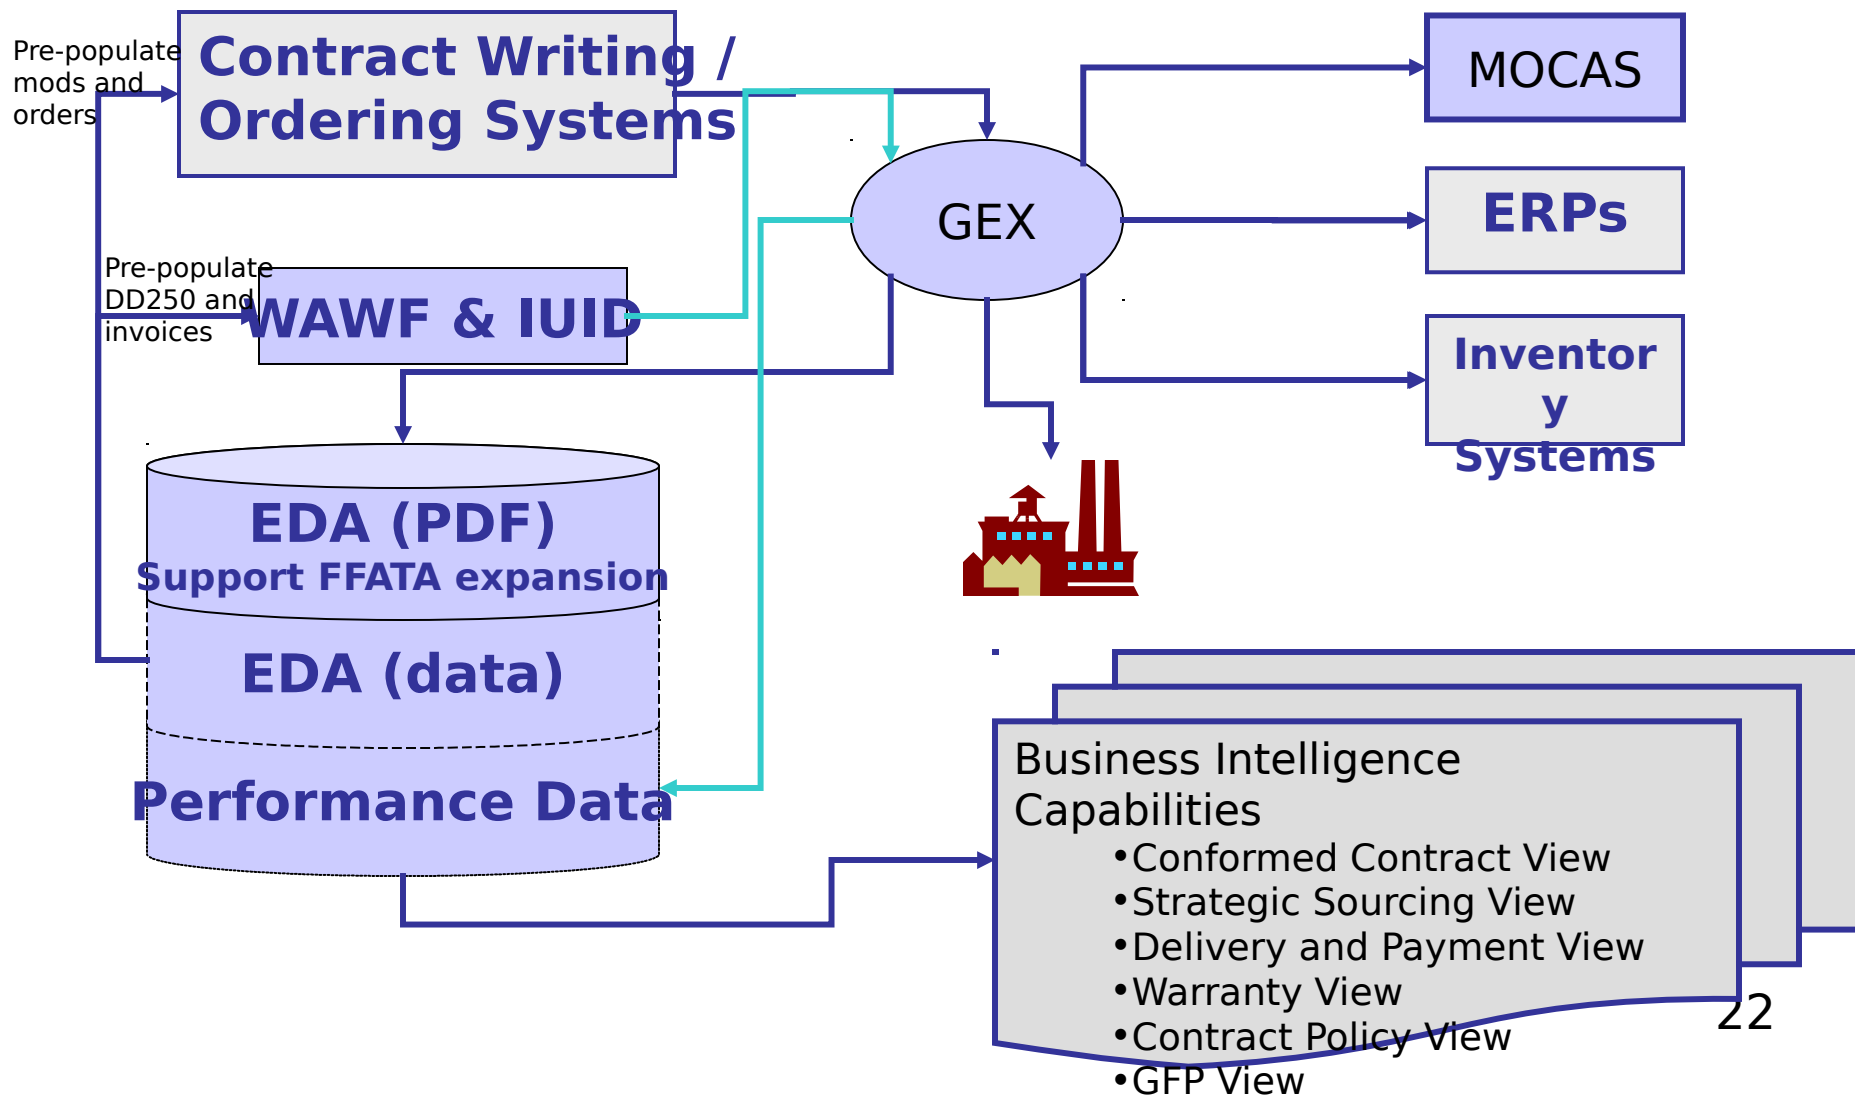 Pre-populate
mods and
orders
Contract Writing /
Ordering Systems
MOCAS
GEX
ERPs
Pre-populate
DD250 and
invoices
WAWF & IUID
Inventor
y
Systems
EDA (PDF)
Support FFATA expansion
EDA (data)
Performance Data
Business Intelligence
Capabilities
•Conformed Contract View
•Strategic Sourcing View
•Delivery and Payment View
•Warranty View
•Contract Policy View
•GFP View
22